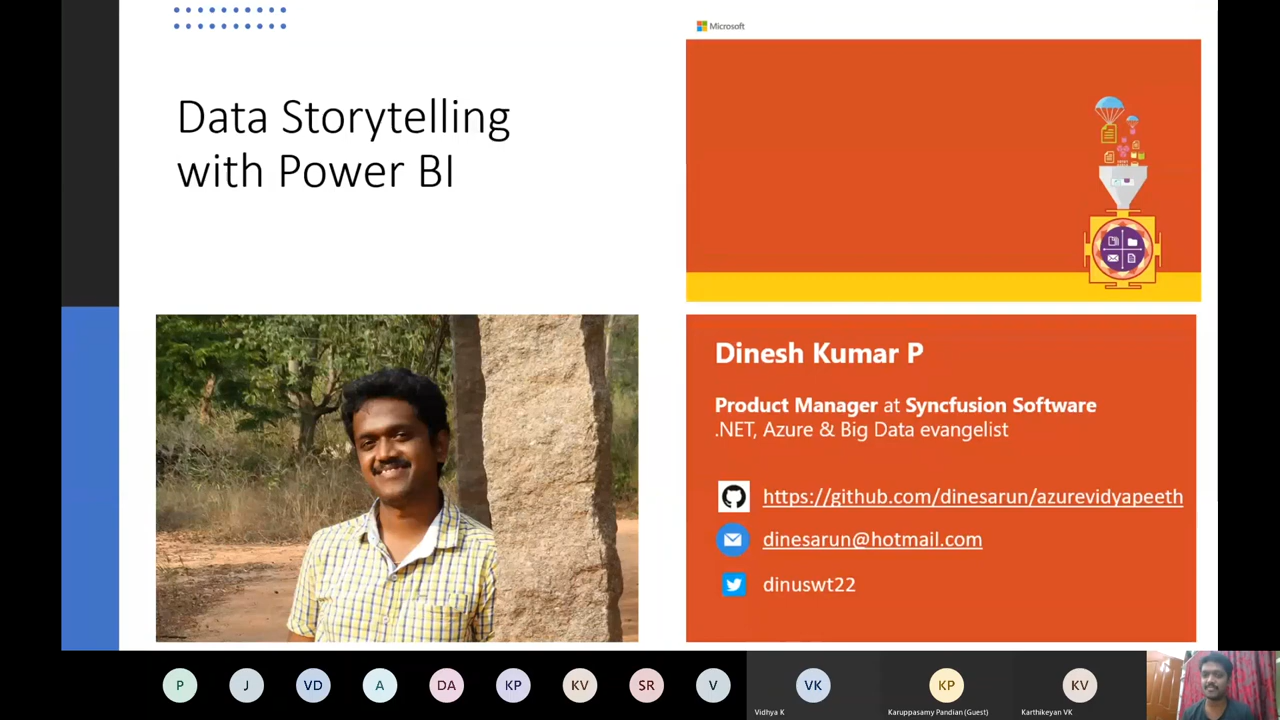 Microsoft
Data Storytelling
with Power BI
Dinesh Kumar P
Product Manager at Syncfusion Software
.NET, Azure & Big Data evangelist
https://github.com/dinesarun/azurevidyapeeth
dinesarun@hotmail.com
dinuswt22
P
J
VD
A
DA
KP
KV
SR
V
VK
KP
KV
Vidhya K
Karuppasamy Pandian (Guest)
Karthikeyan VK